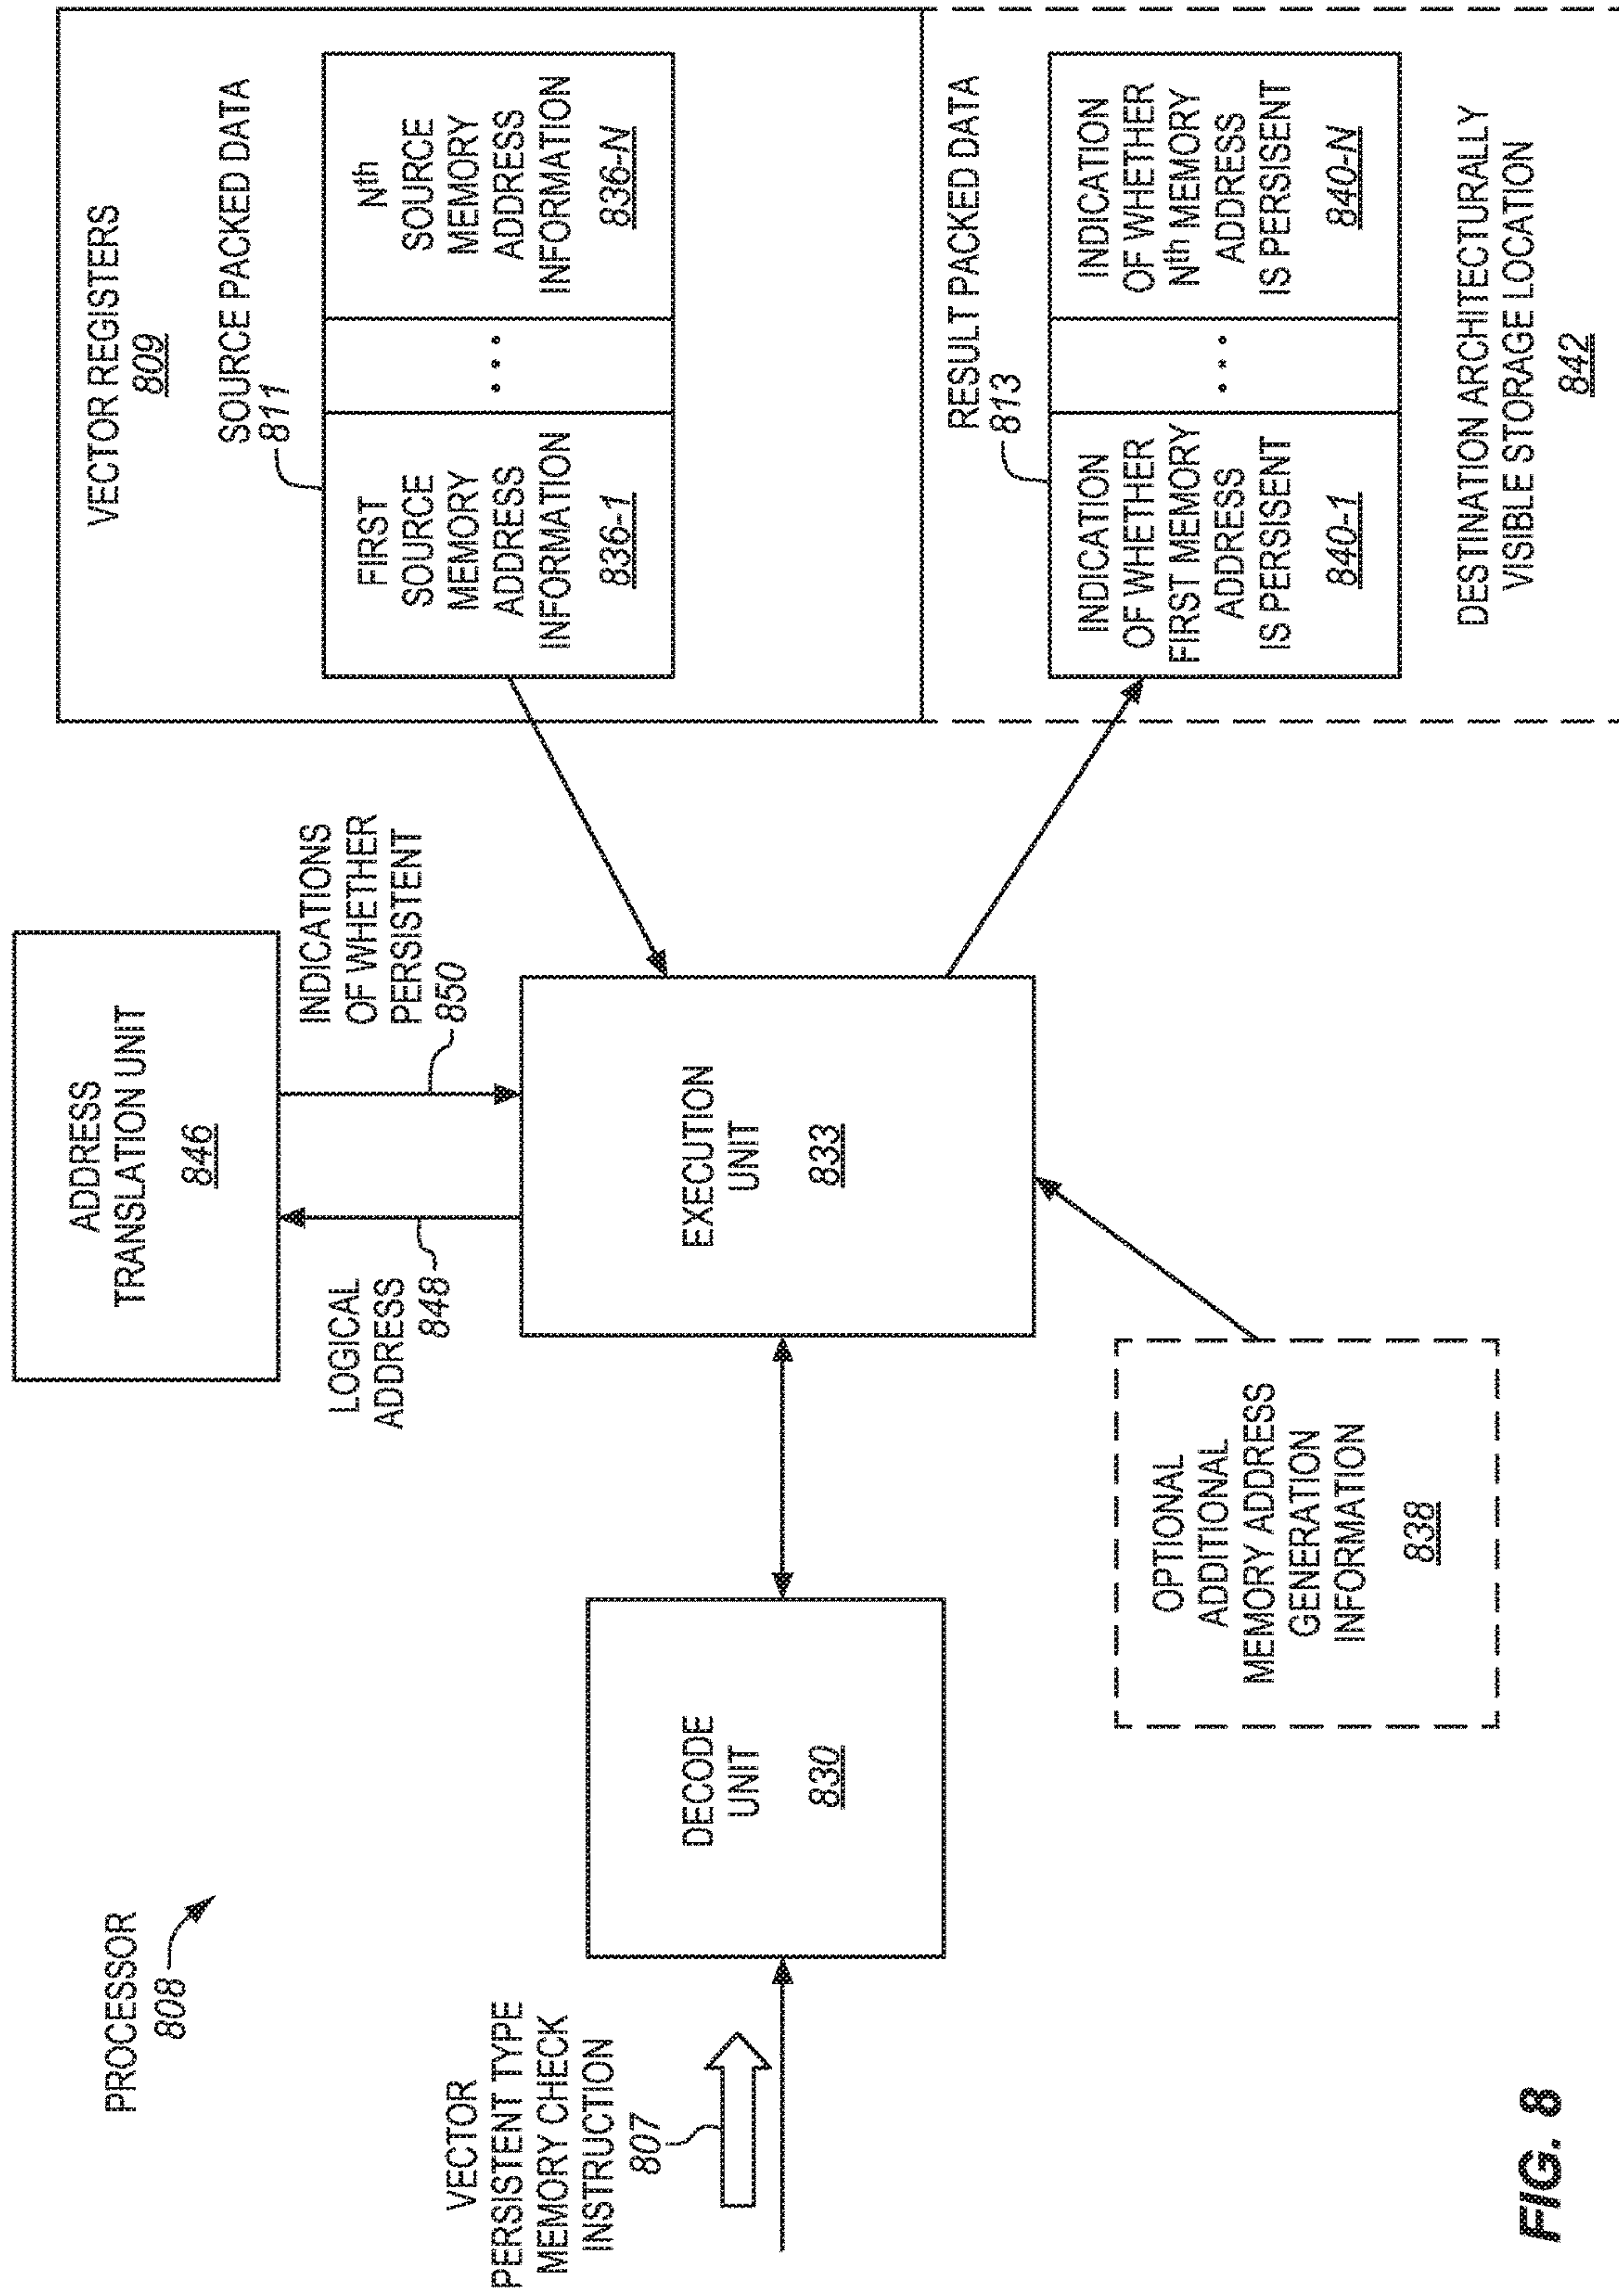 PROCESSOR
808
VECTOR
PERSISTENT TYPE
MEMORY CHECK
INSTRUCTION
807
DECODE
UNIT
830
ADDRESS
TRANSLATION UNIT
846
LOGICAL
ADDRESS
848
INDICATIONS
OF WHETHER
PERSISTENT
850
EXECUTION
UNIT
833
OPTIONAL
ADDITIONAL
MEMORY ADDRESS
GENERATION
INFORMATION
838
VECTOR REGISTERS
809
SOURCE PACKED DATA
811
FIRST
SOURCE
MEMORY
ADDRESS
INFORMATION
836-1
• • •
Nth
SOURCE
MEMORY
ADDRESS
INFORMATION
836-N
RESULT PACKED DATA
813
INDICATION
OF WHETHER
FIRST MEMORY
ADDRESS
IS PERSISENT
840-1
• • •
INDICATION
OF WHETHER
Nth MEMORY
ADDRESS
IS PERSISENT
840-N
DESTINATION ARCHITECTURALLY
VISIBLE STORAGE LOCATION
842
FIG. 8